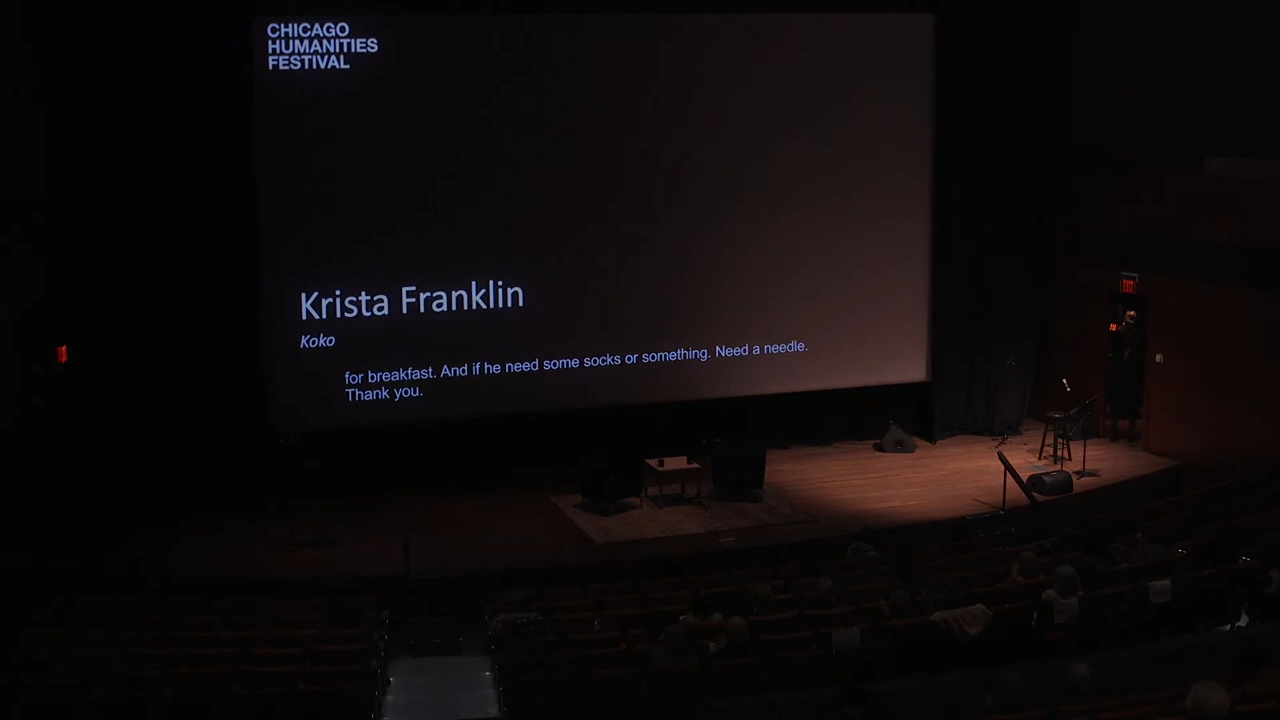 CHICAGO
HUMANITIES
FESTIVAL
Krista Franklin
Koko
for breakfast. And if he need some socks or something. Need a needle.
Thank you.
EXIT